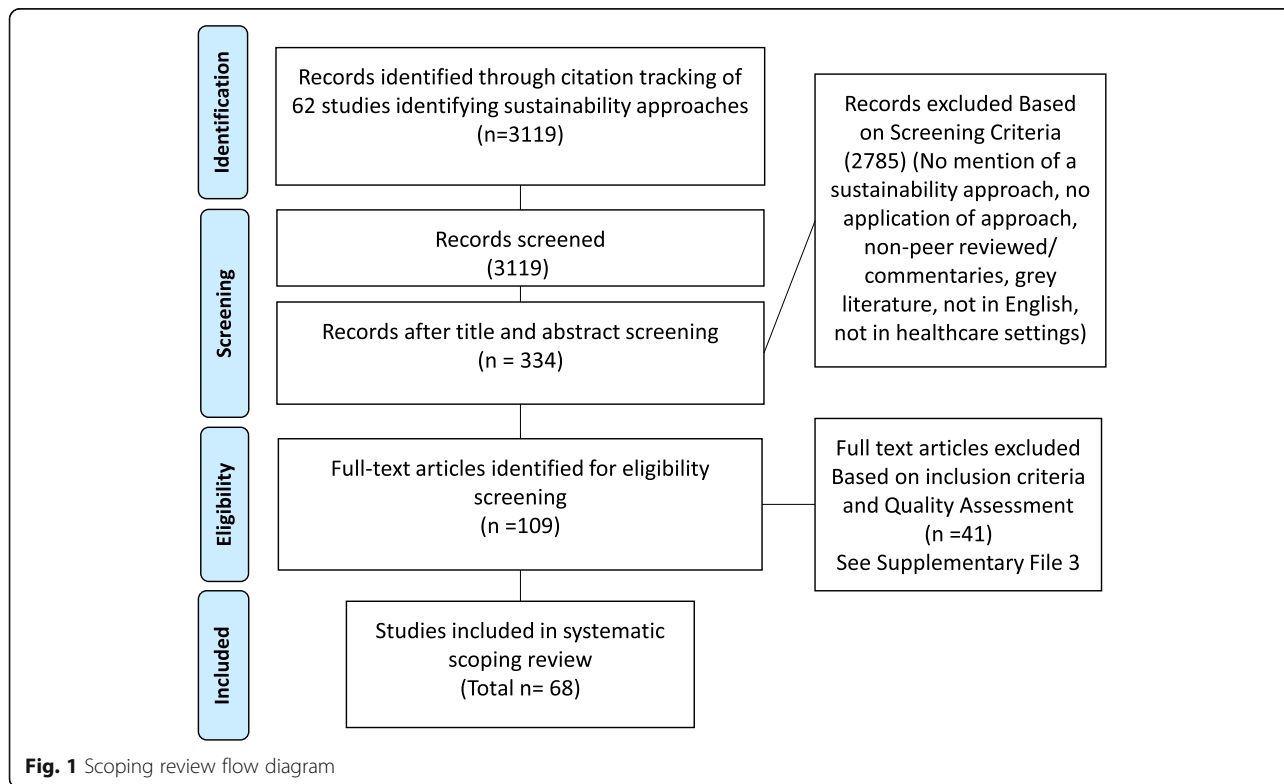 Identification
Records identified through citation tracking of
62 studies identifying sustainability approaches
(n=3119)
Records excluded Based
on Screening Criteria
(2785) (No mention of a
sustainability approach, no
application of approach,
non-peer reviewed/
commentaries, grey
literature, not in English,
not in healthcare settings)
Screening
Records screened
(3119)
Records after title and abstract screening
(n = 334)
Eligibility
Full-text articles identified for eligibility
screening
(n =109)
Full text articles excluded
Based on inclusion criteria
and Quality Assessment
(n =41)
See Supplementary File 3
Included
Studies included in systematic
scoping review
(Total n= 68)
Fig. 1 Scoping review flow diagram